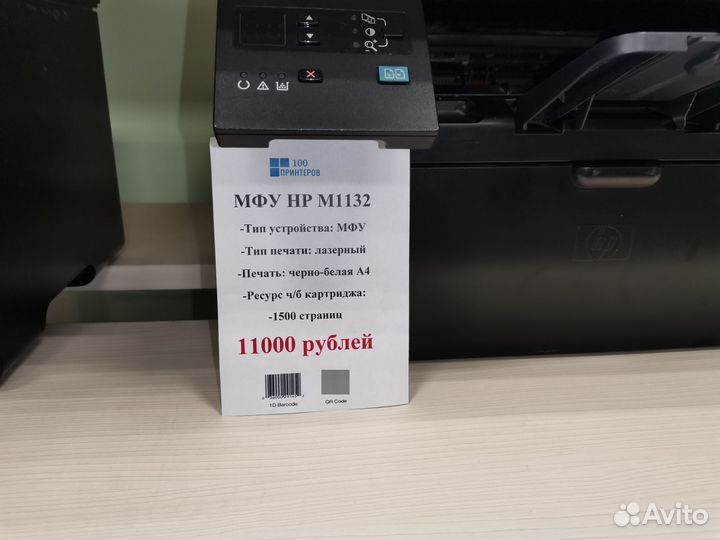 100
ПРИНТЕРОВ
МФУ HP M1132
-Тип устройства: МФУ
-Тип печати: лазерный
-Печать: черно-белая А4
-Ресурс ч/б картриджа:
-1500 страниц
11000 рублей
1D Barcode
QR Code
hp
Avito